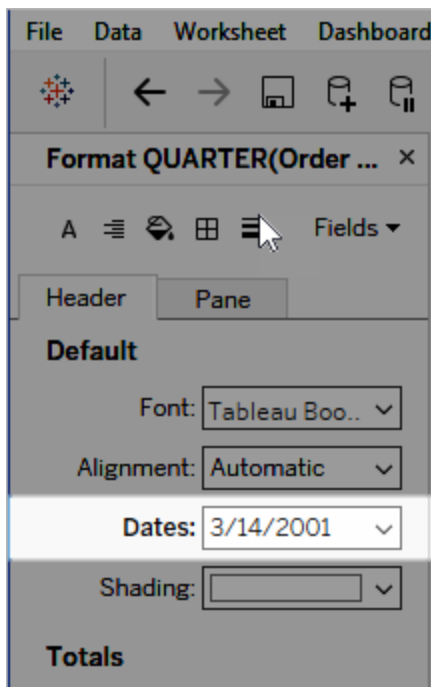 File Data Worksheet Dashboard
Format QUARTER(Order ... ×
A Fields
Header Pane
Default
Font: Tableau Boo..
Alignment: Automatic
Dates: 3/14/2001
Shading:
Totals